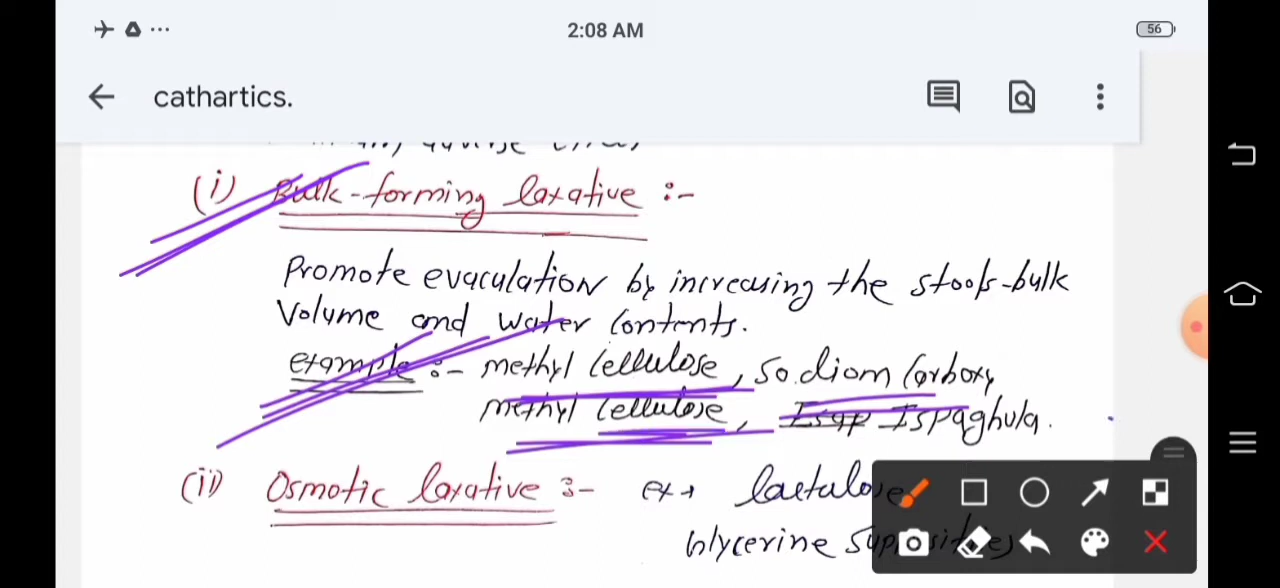 2:08 AM
56
cathartics.
(i) Bulk-forming laxative :-
Promote evaculation by increasing the stools-bulk
Volume and water Contents.
example :- methyl Cellulose, Sodiom Carboxy
methyl Cellulose, Isap Ispaghula.
(ii) Osmotic laxative :- ex→ lactulose
Glycerine